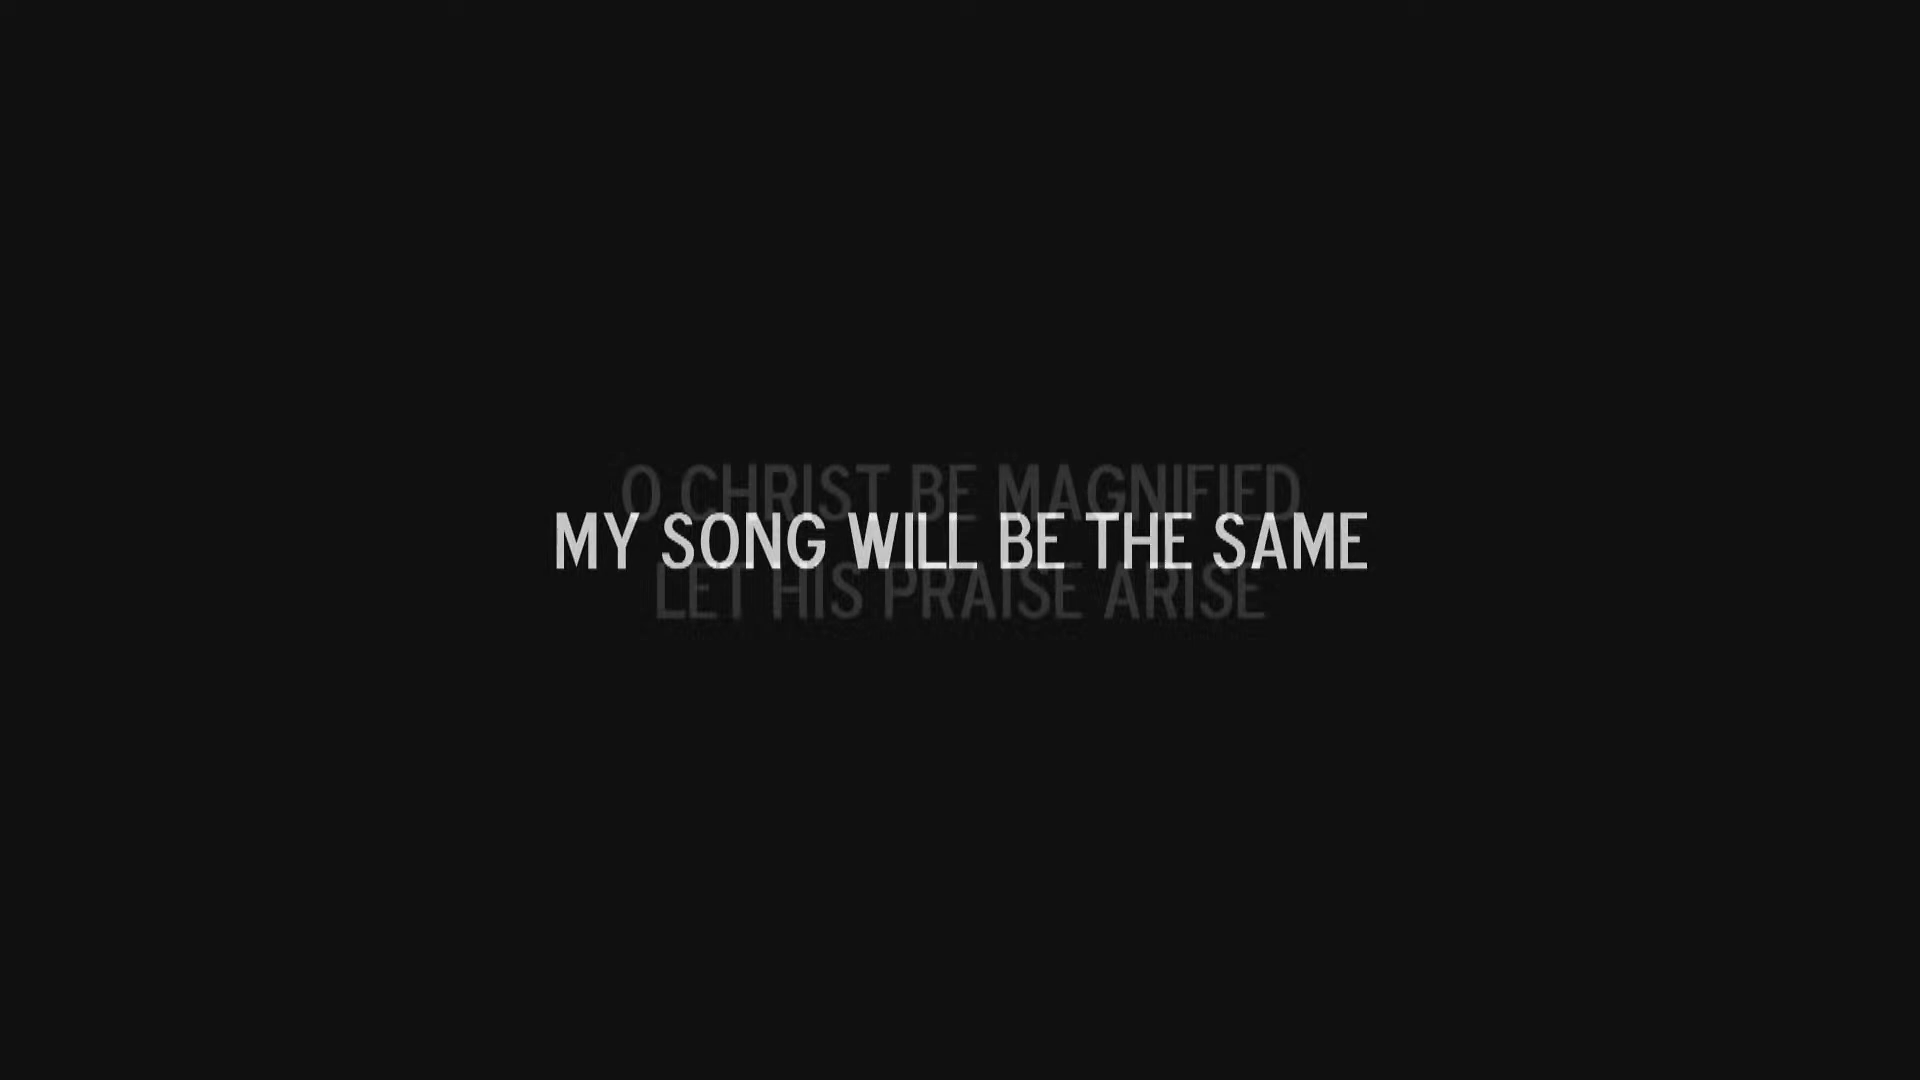 O CHRIST BE MAGNIFIED
MY SONG WILL BE THE SAME
LET HIS PRAISE ARISE